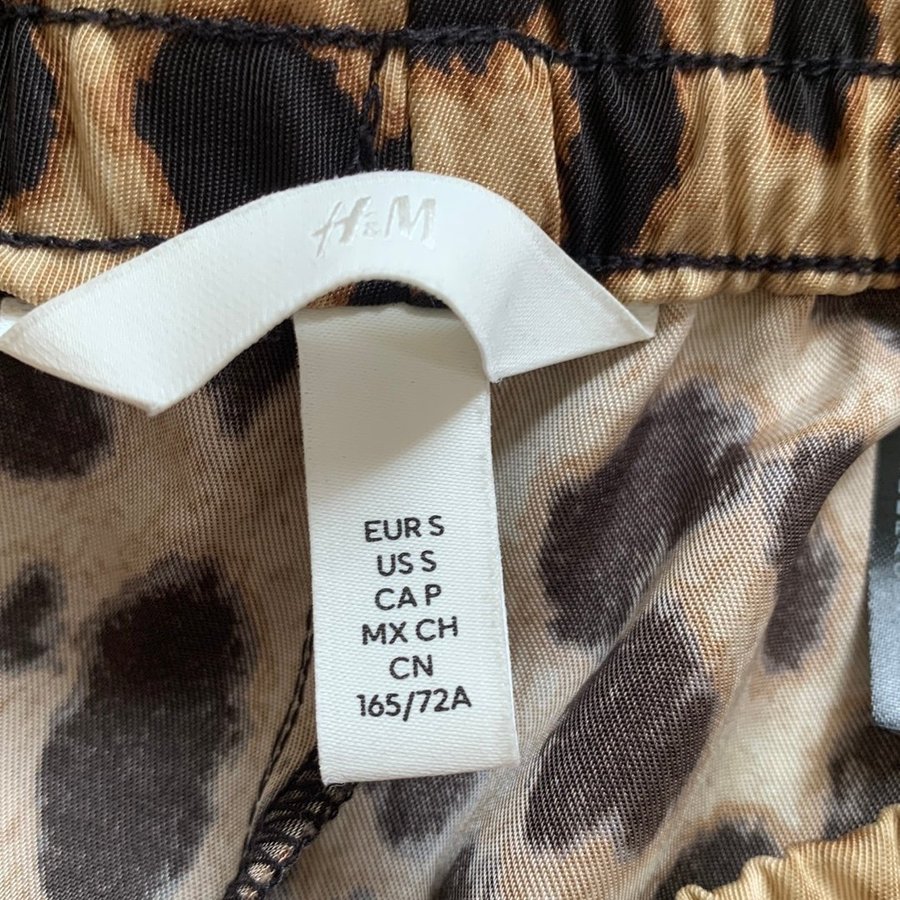 H&M
EUR S
US S
CA P
MX CH
CN
165/72A